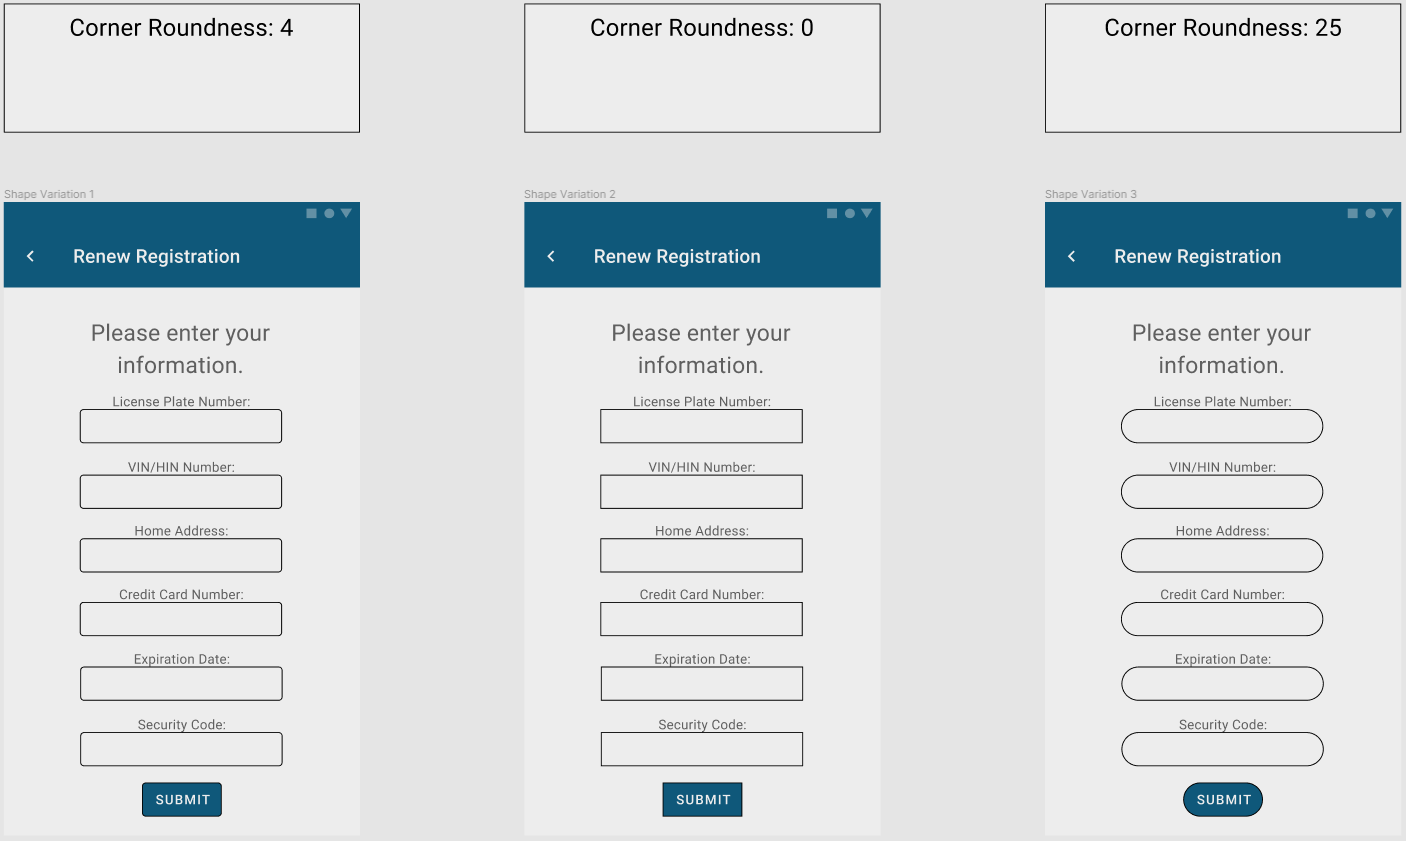 Corner Roundness: 4
Corner Roundness: 0
Corner Roundness: 25
Shape Variation 1
Renew Registration
Please enter your
information.
License Plate Number:
VIN/HIN Number:
Home Address:
Credit Card Number:
Expiration Date:
Security Code:
SUBMIT
Shape Variation 2
Renew Registration
Please enter your
information.
License Plate Number:
VIN/HIN Number:
Home Address:
Credit Card Number:
Expiration Date:
Security Code:
SUBMIT
Shape Variation 3
Renew Registration
Please enter your
information.
License Plate Number:
VIN/HIN Number:
Home Address:
Credit Card Number:
Expiration Date:
Security Code:
SUBMIT